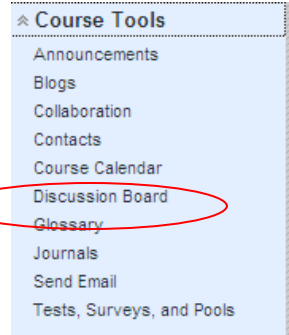 Course Tools
Announcements
Blogs
Collaboration
Contacts
Course Calendar
Discussion Board
Glossary
Journals
Send Email
Tests, Surveys, and Pools